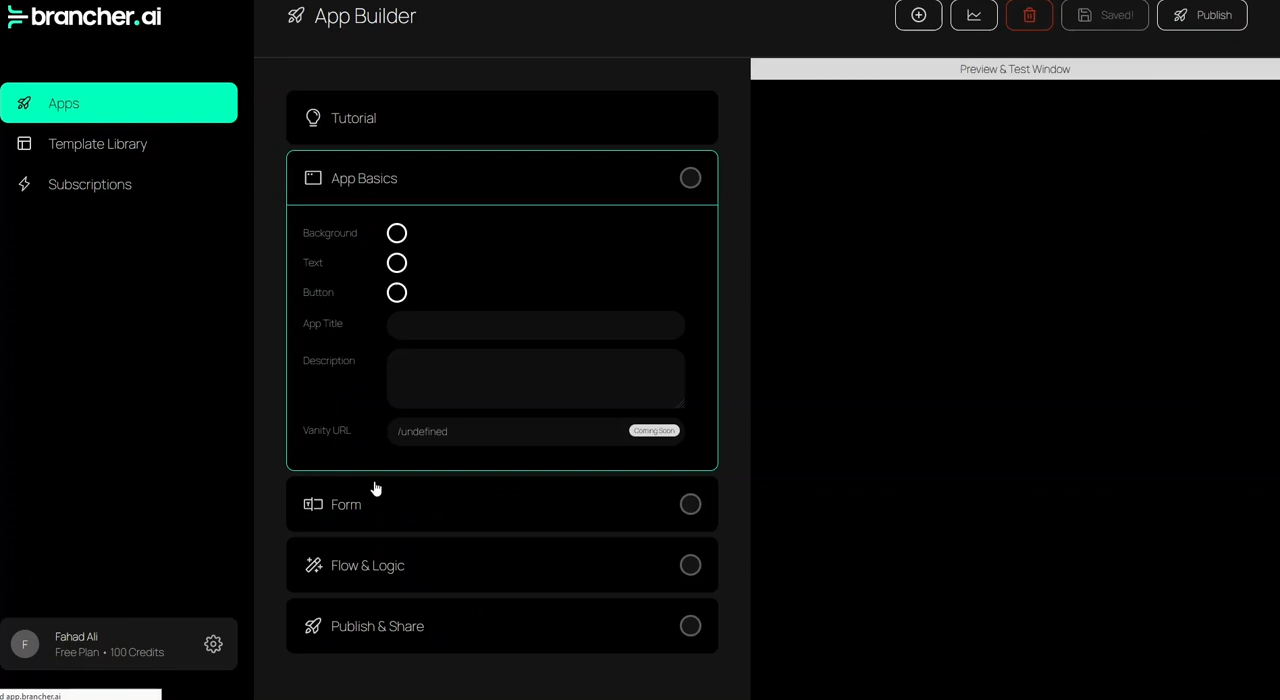 brancher.ai
App Builder
Saved!
Publish
Preview & Test Window
Apps
Template Library
Subscriptions
Tutorial
App Basics
Background
Text
Button
App Title
Description
Vanity URL
/undefined
Coming Soon
Form
Flow & Logic
Publish & Share
F
Fahad Ali
Free Plan • 100 Credits
d app.brancher.ai